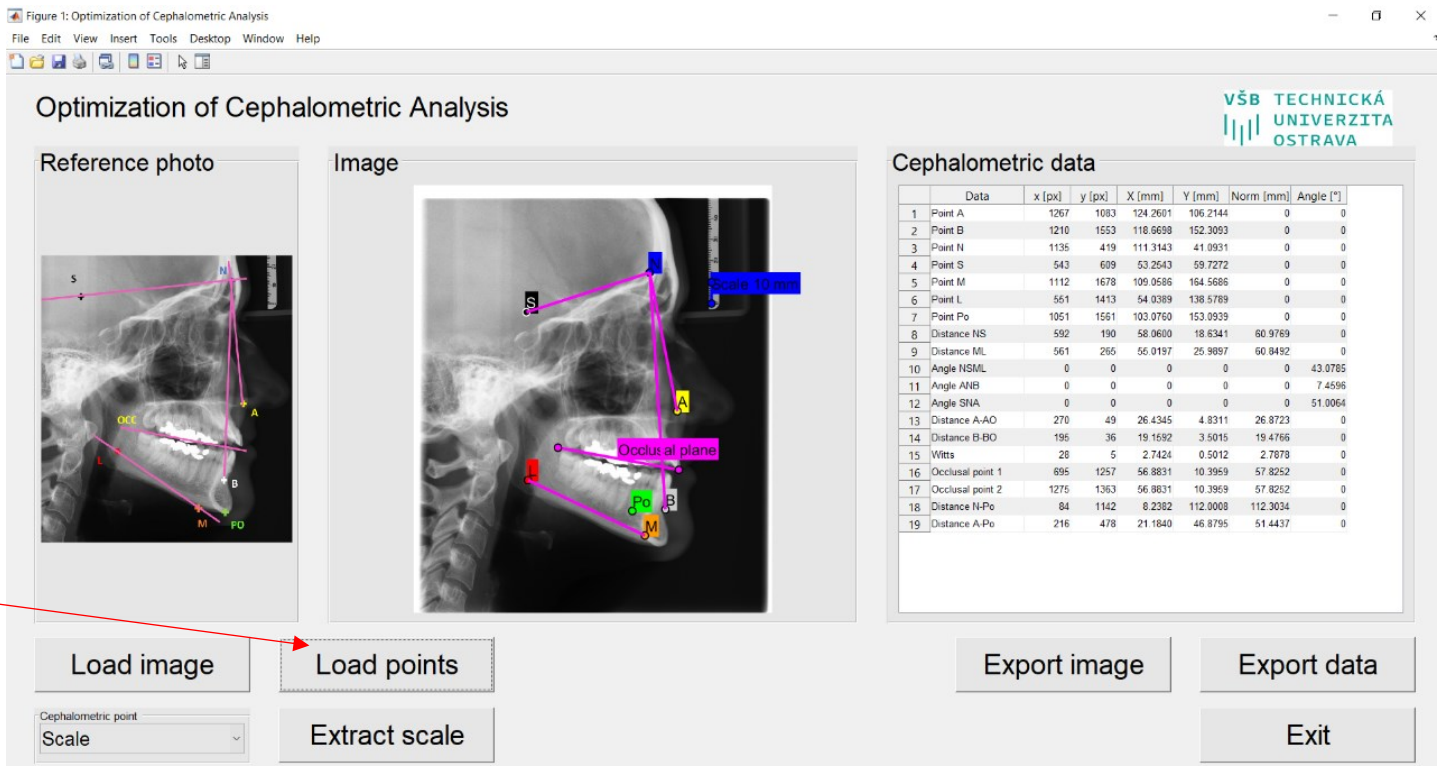 Figure 1: Optimization of Cephalometric Analysis
File Edit View Insert Tools Desktop Window Help
Optimization of Cephalometric Analysis
VŠB TECHNICKÁ
UNIVERZITA
OSTRAVA
Reference photo
S
N
A
OCC
L
B
M
PO
Image
N
Scale 10 mm
S
A
Occlusal plane
L
Po
B
M
Cephalometric data
Data x [px] y [px] X [mm] Y [mm] Norm [mm] Angle [°]
1 Point A 1267 1083 124.2601 106.2144 0 0
2 Point B 1210 1553 118.6698 152.3093 0 0
3 Point N 1135 419 111.3143 41.0931 0 0
4 Point S 543 609 53.2543 59.7272 0 0
5 Point M 1112 1678 109.0586 164.5686 0 0
6 Point L 551 1413 54.0389 138.5789 0 0
7 Point Po 1051 1561 103.0760 153.0939 0 0
8 Distance NS 592 190 58.0600 18.6341 60.9769 0
9 Distance ML 561 265 55.0197 25.9897 60.8492 0
10 Angle NSML 0 0 0 0 0 43.0785
11 Angle ANB 0 0 0 0 0 7.4596
12 Angle SNA 0 0 0 0 0 51.0064
13 Distance A-AO 270 49 26.4345 4.8311 26.8723 0
14 Distance B-BO 195 36 19.1592 3.5015 19.4766 0
15 Witts 28 5 2.7424 0.5012 2.7878 0
16 Occlusal point 1 695 1257 56.8831 10.3959 57.8252 0
17 Occlusal point 2 1275 1363 56.8831 10.3959 57.8252 0
18 Distance N-Po 84 1142 8.2382 112.0008 112.3034 0
19 Distance A-Po 216 478 21.1840 46.8795 51.4437 0
Load image
Load points
Export image
Export data
Cephalometric point
Scale
Extract scale
Exit